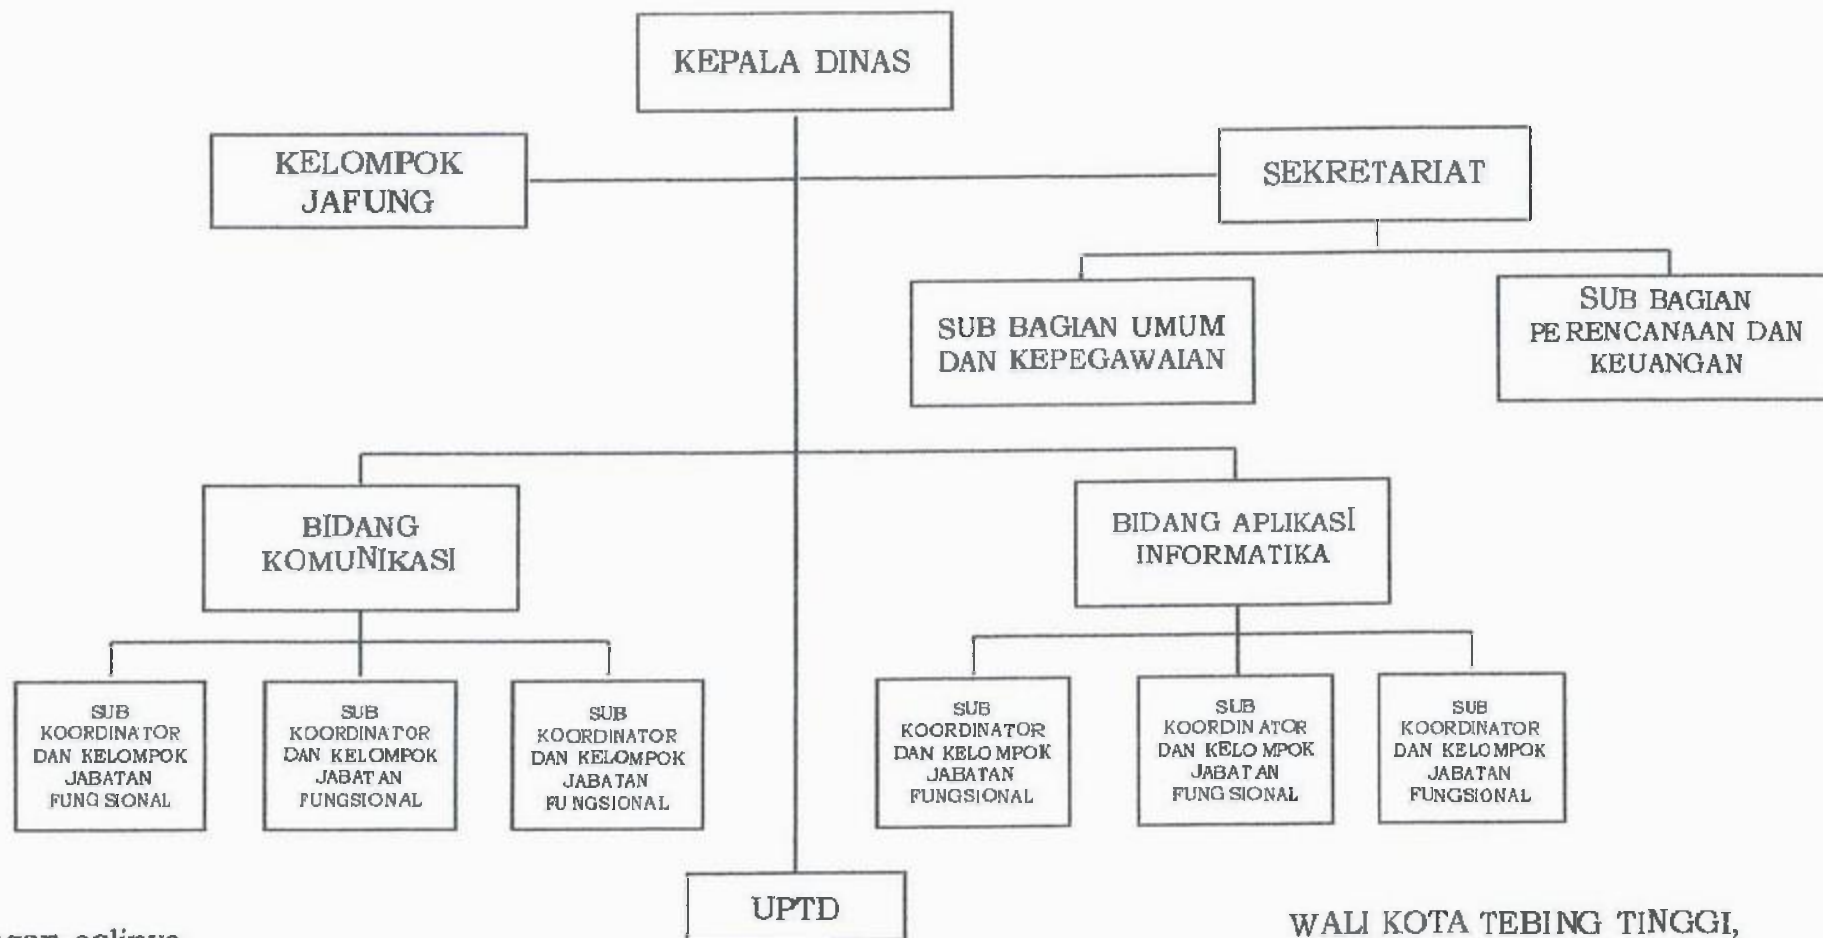 KEPALA DINAS
KELOMPOK
JAFUNG
SEKRETARIAT
SUB BAGIAN UMUM
DAN KEPEGAWAIAN
SUB BAGIAN
PERENCANAAN DAN
KEUANGAN
BIDANG
KOMUNIKASI
BIDANG APLIKASI
INFORMATIKA
SUB
KOORDINATOR
DAN KELOMPOK
JABATAN
FUNGSIONAL
SUB
KOORDINATOR
DAN KELOMPOK
JABATAN
FUNGSIONAL
SUB
KOORDINATOR
DAN KELOMPOK
JABATAN
FUNGSIONAL
SUB
KOORDINATOR
DAN KELOMPOK
JABATAN
FUNGSIONAL
SUB
KOORDINATOR
DAN KELOMPOK
JABATAN
FUNGSIONAL
SUB
KOORDINATOR
DAN KELOMPOK
JABATAN
FUNGSIONAL
UPTD
WALI KOTA TEBING TINGGI,